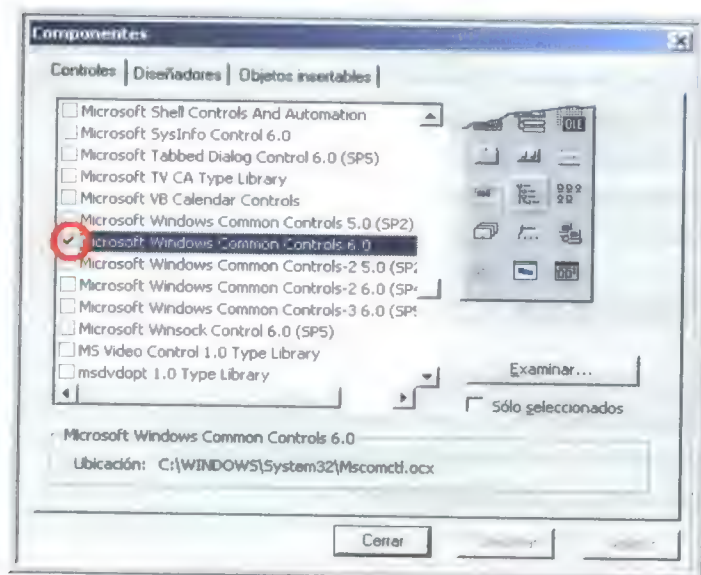 Componentes
Controles
Diseñadores
Objetos insertables
Microsoft Shell Controls And Automation
Microsoft SysInfo Control 6.0
Microsoft Tabbed Dialog Control 6.0 (SP5)
Microsoft TV CA Type Library
Microsoft VB Calendar Controls
Microsoft Windows Common Controls 5.0 (SP2)
Microsoft Windows Common Controls 6.0
Microsoft Windows Common Controls-2 5.0 (SP2
Microsoft Windows Common Controls-2 6.0 (SP
Microsoft Windows Common Controls-3 6.0 (SP5
Microsoft Winsock Control 6.0 (SP5)
MS Video Control 1.0 Type Library
msdvdopt 1.0 Type Library
OLE
Examinar...
Sólo seleccionados
Microsoft Windows Common Controls 6.0
Ubicación: C:\WINDOWS\System32\Mscomctl.ocx
Cerrar